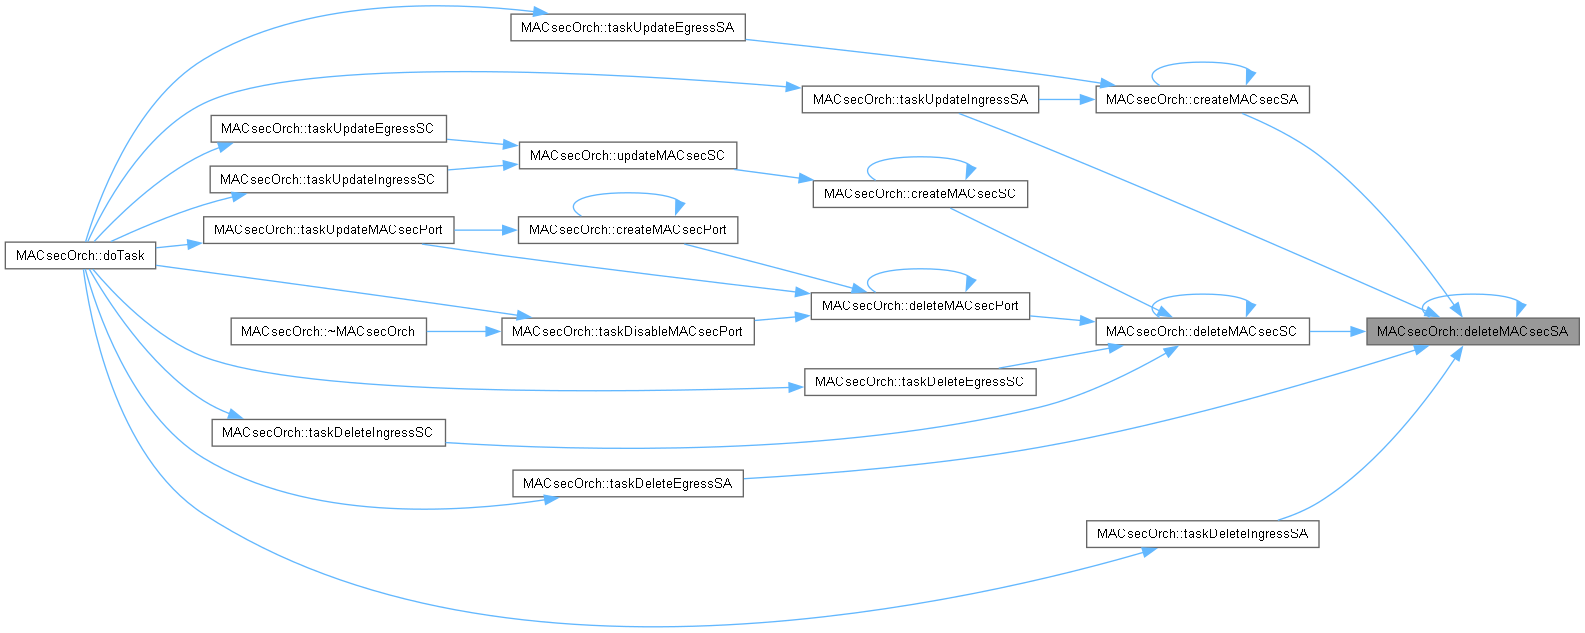 MACsecOrch::taskUpdateEgressSA
MACsecOrch::taskUpdateIngressSA
MACsecOrch::createMACsecSA
MACsecOrch::taskUpdateEgressSC
MACsecOrch::updateMACsecSC
MACsecOrch::taskUpdateIngressSC
MACsecOrch::createMACsecSC
MACsecOrch::taskUpdateMACsecPort
MACsecOrch::createMACsecPort
MACsecOrch::doTask
MACsecOrch::deleteMACsecPort
MACsecOrch::~MACsecOrch
MACsecOrch::taskDisableMACsecPort
MACsecOrch::deleteMACsecSC
MACsecOrch::deleteMACsecSA
MACsecOrch::taskDeleteEgressSC
MACsecOrch::taskDeleteIngressSC
MACsecOrch::taskDeleteEgressSA
MACsecOrch::taskDeleteIngressSA